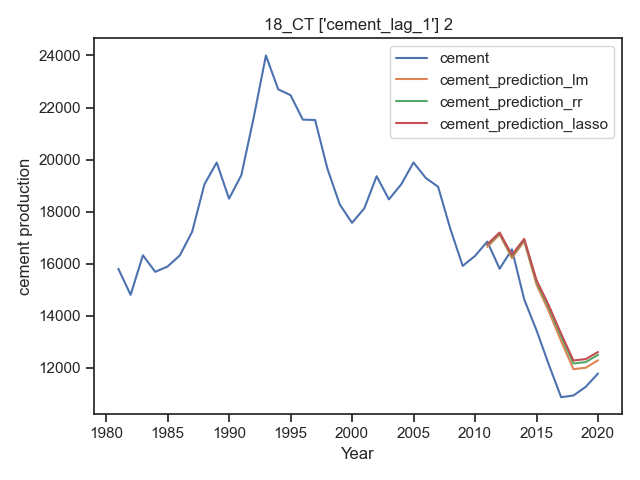 18_CT ['cement_lag_1'] 2
24000
22000
20000
18000
16000
14000
12000
cement production
1980
1985
1990
1995
2000
2005
2010
2015
2020
Year
cement
cement_prediction_lm
cement_prediction_rr
cement_prediction_lasso